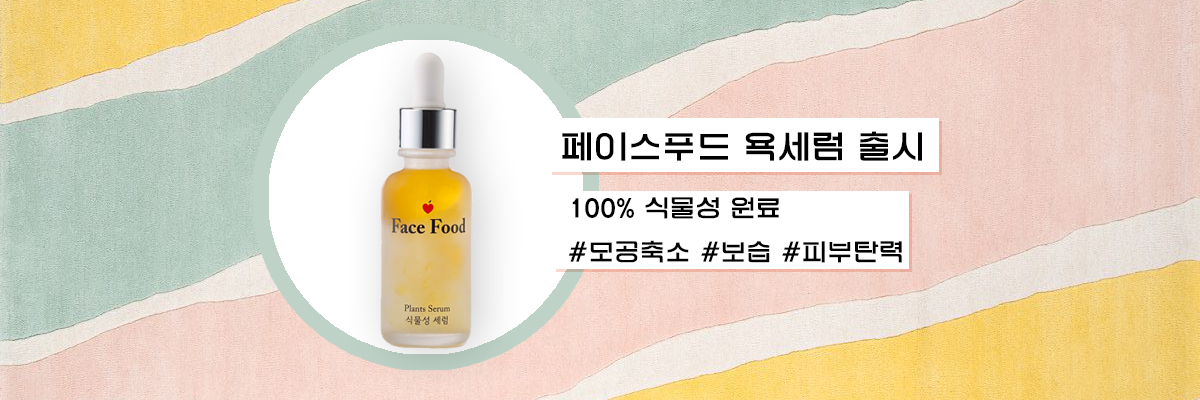 Face Food
Plants Serum
식물성 세럼
페이스푸드 욕세럼 출시
100% 식물성 원료
#모공축소 #보습 #피부탄력